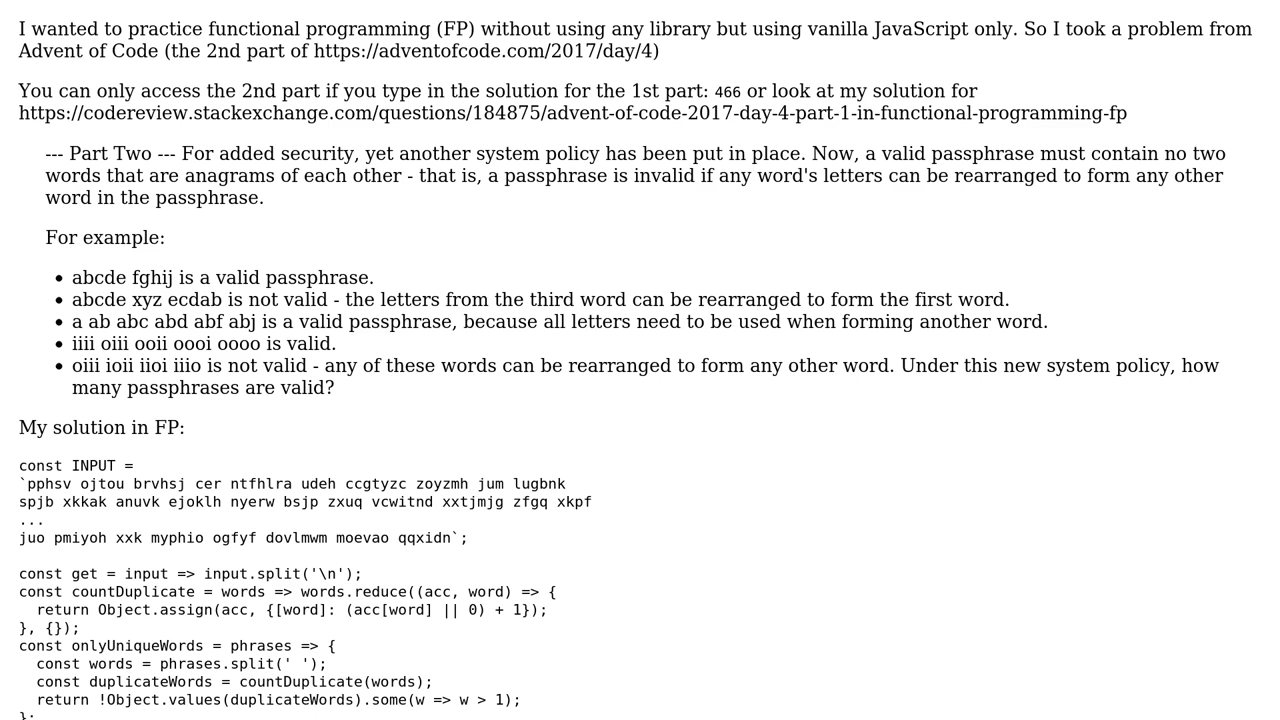 I wanted to practice functional programming (FP) without using any library but using vanilla JavaScript only. So I took a problem from
Advent of Code (the 2nd part of https://adventofcode.com/2017/day/4)
You can only access the 2nd part if you type in the solution for the 1st part: 466 or look at my solution for
https://codereview.stackexchange.com/questions/184875/advent-of-code-2017-day-4-part-1-in-functional-programming-fp
--- Part Two --- For added security, yet another system policy has been put in place. Now, a valid passphrase must contain no two
words that are anagrams of each other - that is, a passphrase is invalid if any word's letters can be rearranged to form any other
word in the passphrase.
For example:
• abcde fghij is a valid passphrase.
• abcde xyz ecdab is not valid - the letters from the third word can be rearranged to form the first word.
• a ab abc abd abf abj is a valid passphrase, because all letters need to be used when forming another word.
• iiii oiii ooii oooi oooo is valid.
• oiii ioii iioi iiio is not valid - any of these words can be rearranged to form any other word. Under this new system policy, how
many passphrases are valid?
My solution in FP:
const INPUT =
`pphsv ojtou brvhsj cer ntfhlra udeh ccgtyzc zoyzmh jum lugbnk
spjb xkkak anuvk ejoklh nyerw bsjp zxuq vcwitnd xxtjmjg zfgq xkpf
...
juo pmiyoh xxk myphio ogfyf dovlmwm moevao qqxidn`;
const get = input => input.split('\n');
const countDuplicate = words => words.reduce((acc, word) => {
  return Object.assign(acc, {[word]: (acc[word] || 0) + 1});
}, {});
const onlyUniqueWords = phrases => {
  const words = phrases.split(' ');
  const duplicateWords = countDuplicate(words);
  return !Object.values(duplicateWords).some(w => w > 1);
};